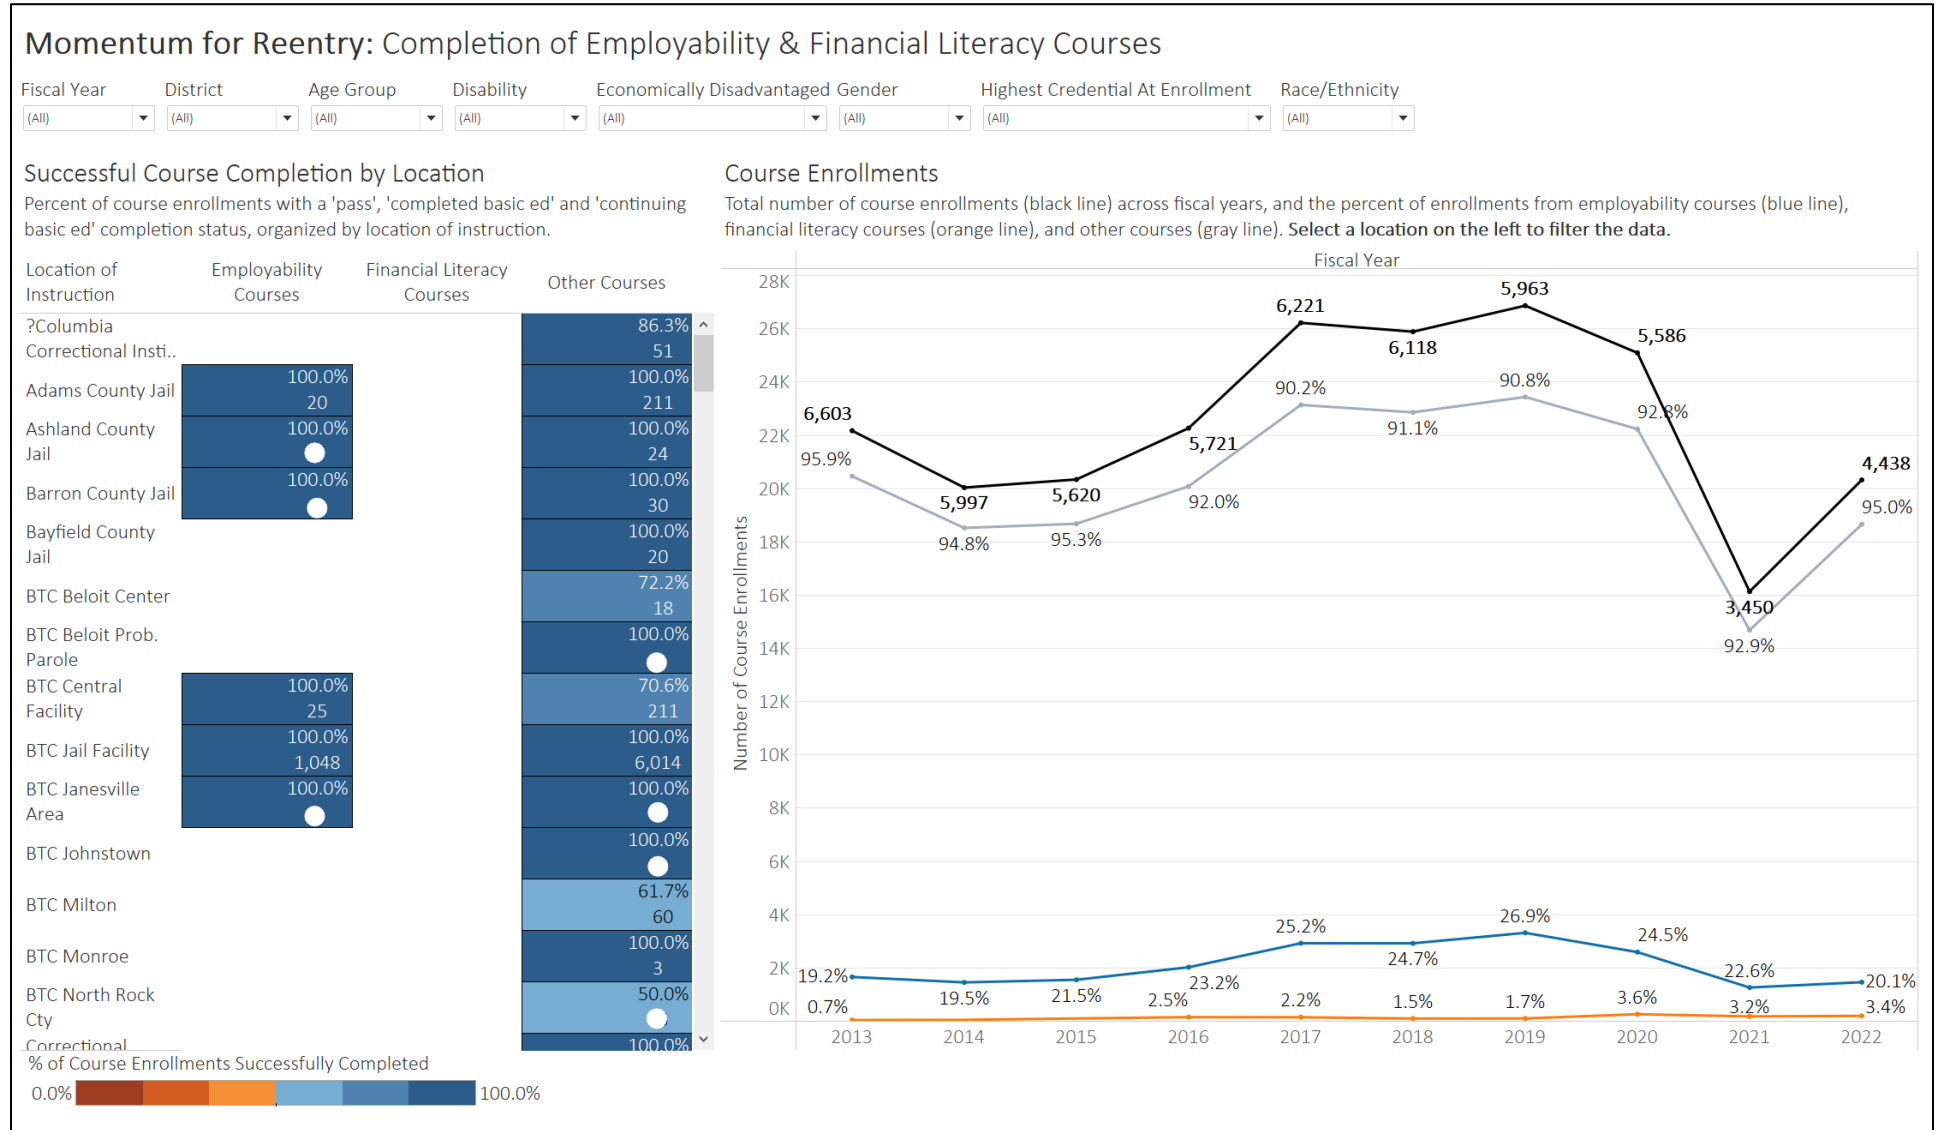 Momentum for Reentry: Completion of Employability & Financial Literacy Courses
Fiscal Year District Age Group Disability Economically Disadvantaged Gender Highest Credential At Enrollment Race/Ethnicity
(All) (All) (All) (All) (All) (All) (All) (All)
Successful Course Completion by Location
Percent of course enrollments with a 'pass', 'completed basic ed' and 'continuing
basic ed' completion status, organized by location of instruction.
Location of
Instruction
Employability
Courses
Financial Literacy
Courses
Other Courses
?Columbia
Correctional Insti..
86.3%
51
Adams County Jail
100.0%
20
100.0%
211
Ashland County
Jail
100.0%
100.0%
24
Barron County Jail
100.0%
100.0%
30
Bayfield County
Jail
100.0%
20
BTC Beloit Center
72.2%
18
BTC Beloit Prob.
Parole
100.0%
BTC Central
Facility
100.0%
25
70.6%
211
BTC Jail Facility
100.0%
1,048
100.0%
6,014
BTC Janesville
Area
100.0%
100.0%
BTC Johnstown
100.0%
BTC Milton
61.7%
60
BTC Monroe
100.0%
3
BTC North Rock
Cty
50.0%
Correctional
100.0%
% of Course Enrollments Successfully Completed
0.0% 100.0%
Course Enrollments
Total number of course enrollments (black line) across fiscal years, and the percent of enrollments from employability courses (blue line),
financial literacy courses (orange line), and other courses (gray line). Select a location on the left to filter the data.
Fiscal Year
Number of Course Enrollments
28K
26K
24K
22K
20K
18K
16K
14K
12K
10K
8K
6K
4K
2K
0K
6,603
5,997
5,620
5,721
6,221
6,118
5,963
5,586
3,450
4,438
95.9%
94.8%
95.3%
92.0%
90.2%
91.1%
90.8%
92.8%
92.9%
95.0%
19.2%
19.5%
21.5%
23.2%
25.2%
24.7%
26.9%
24.5%
22.6%
20.1%
0.7%
2.5%
2.2%
1.5%
1.7%
3.6%
3.2%
3.4%
2013 2014 2015 2016 2017 2018 2019 2020 2021 2022